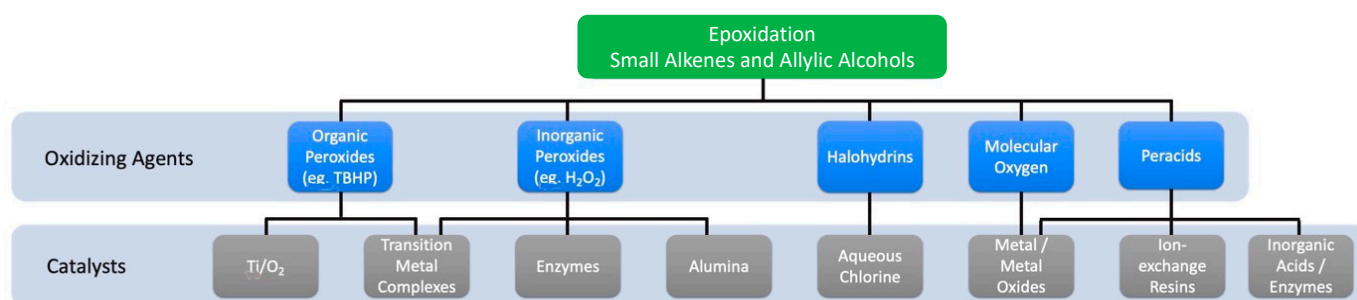 Epoxidation
Small Alkenes and Allylic Alcohols
Oxidizing Agents
Organic
Peroxides
(eg. TBHP)
Inorganic
Peroxides
(eg. H₂O₂)
Halohydrins
Molecular
Oxygen
Peracids
Catalysts
Ti/O₂
Transition
Metal
Complexes
Enzymes
Alumina
Aqueous
Chlorine
Metal /
Metal
Oxides
Ion-
exchange
Resins
Inorganic
Acids /
Enzymes